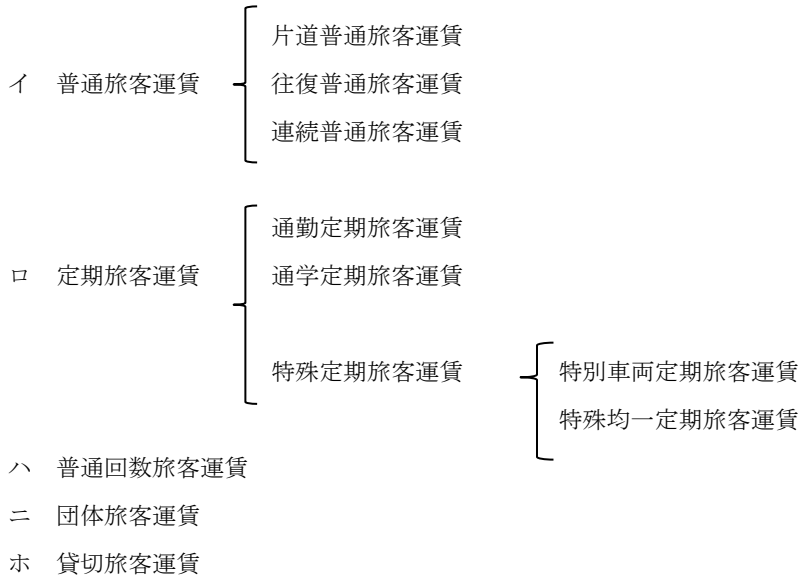 片道普通旅客運賃
イ 普通旅客運賃 往復普通旅客運賃
連続普通旅客運賃
通勤定期旅客運賃
ロ 定期旅客運賃 通学定期旅客運賃
特殊定期旅客運賃 特別車両定期旅客運賃
特殊均一定期旅客運賃
ハ 普通回数旅客運賃
ニ 団体旅客運賃
ホ 貸切旅客運賃